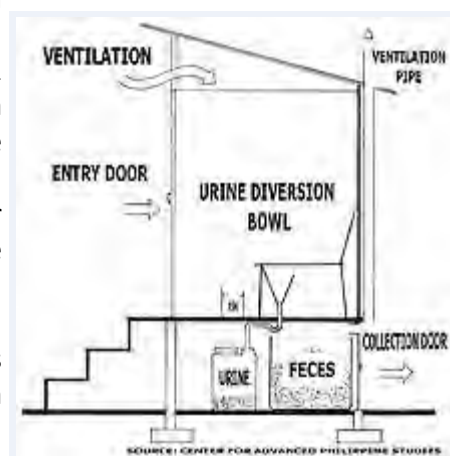 VENTILATION
VENTILATION
PIPE
ENTRY DOOR
URINE DIVERSION
BOWL
COLLECTION DOOR
URINE
FECES
SOURCE: CENTER FOR ADVANCED PHILIPPINE STUDIES